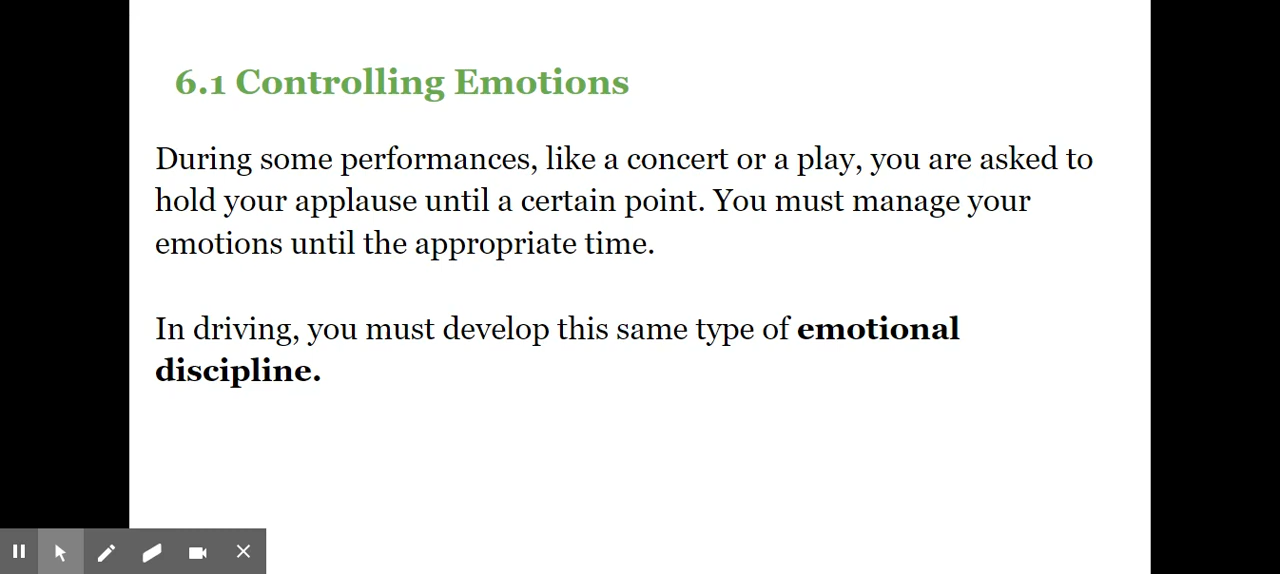 6.1 Controlling Emotions
During some performances, like a concert or a play, you are asked to
hold your applause until a certain point. You must manage your
emotions until the appropriate time.
In driving, you must develop this same type of emotional
discipline.